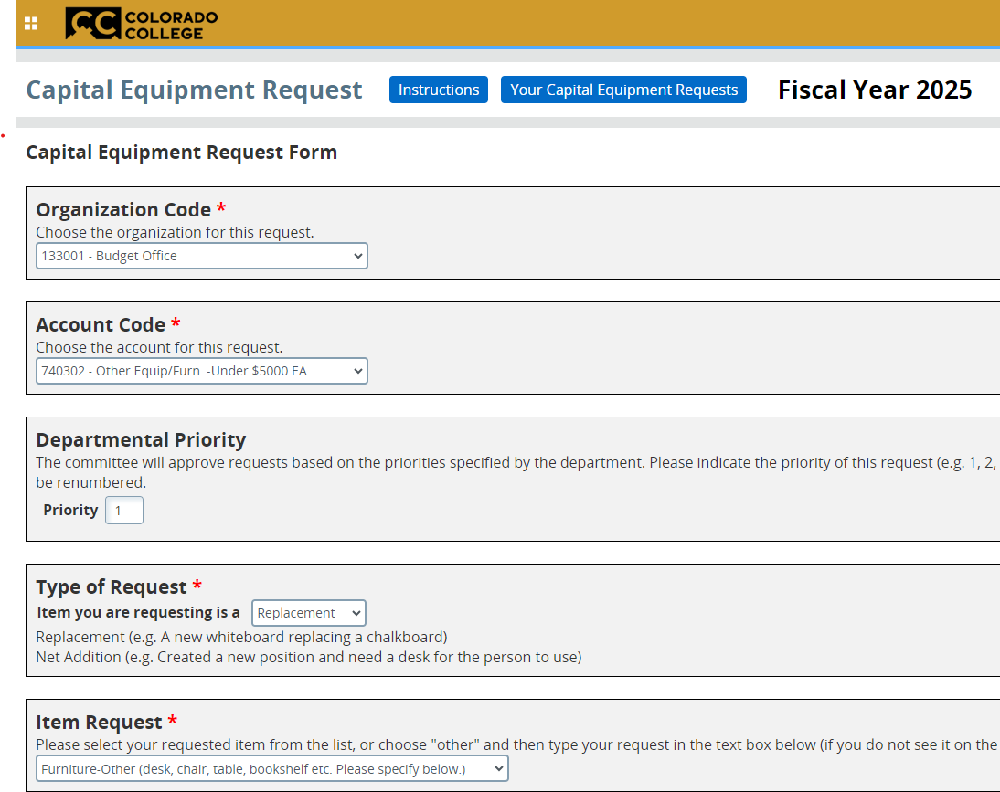 COLORADO
COLLEGE
Capital Equipment Request
Instructions
Your Capital Equipment Requests
Fiscal Year 2025
Capital Equipment Request Form
Organization Code *
Choose the organization for this request.
133001 - Budget Office
Account Code *
Choose the account for this request.
740302 - Other Equip/Furn. -Under $5000 EA
Departmental Priority
The committee will approve requests based on the priorities specified by the department. Please indicate the priority of this request (e.g. 1, 2,
be renumbered.
Priority 1
Type of Request *
Item you are requesting is a Replacement
Replacement (e.g. A new whiteboard replacing a chalkboard)
Net Addition (e.g. Created a new position and need a desk for the person to use)
Item Request *
Please select your requested item from the list, or choose "other" and then type your request in the text box below (if you do not see it on the
Furniture-Other (desk, chair, table, bookshelf etc. Please specify below.)